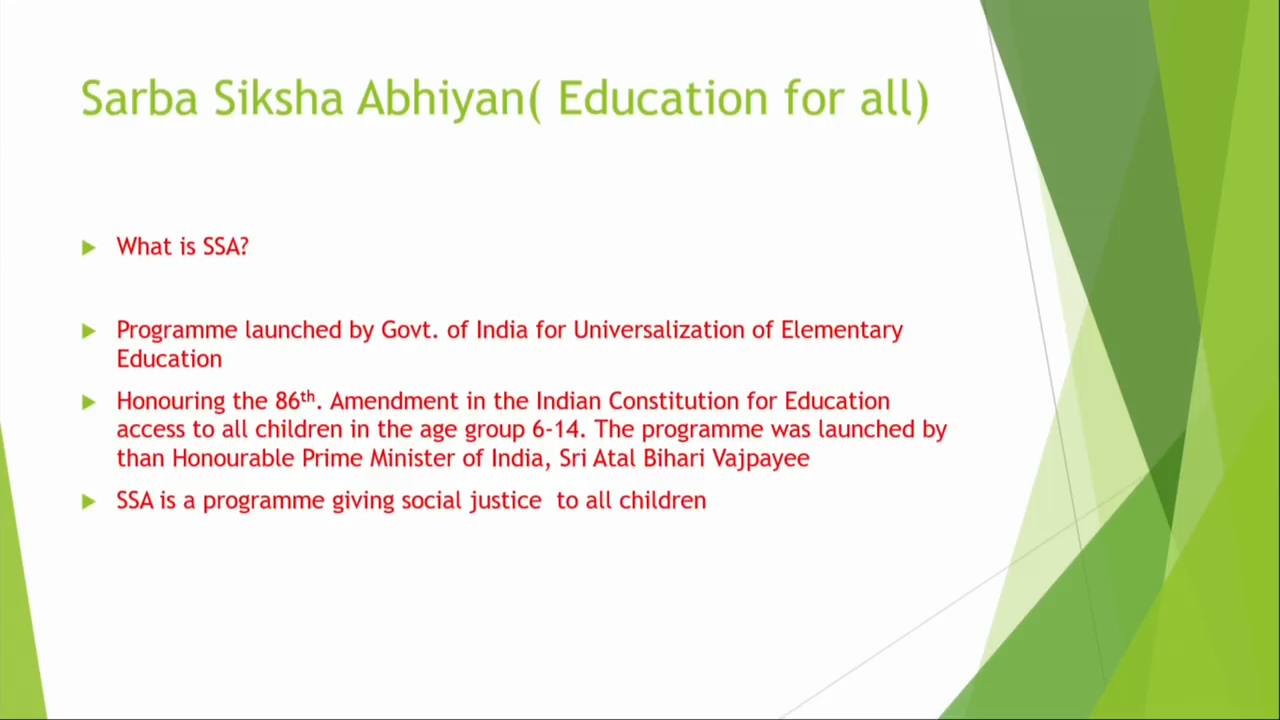 Sarba Siksha Abhiyan( Education for all)
What is SSA?
Programme launched by Govt. of India for Universalization of Elementary
Education
Honouring the 86th. Amendment in the Indian Constitution for Education
access to all children in the age group 6-14. The programme was launched by
than Honourable Prime Minister of India, Sri Atal Bihari Vajpayee
SSA is a programme giving social justice  to all children